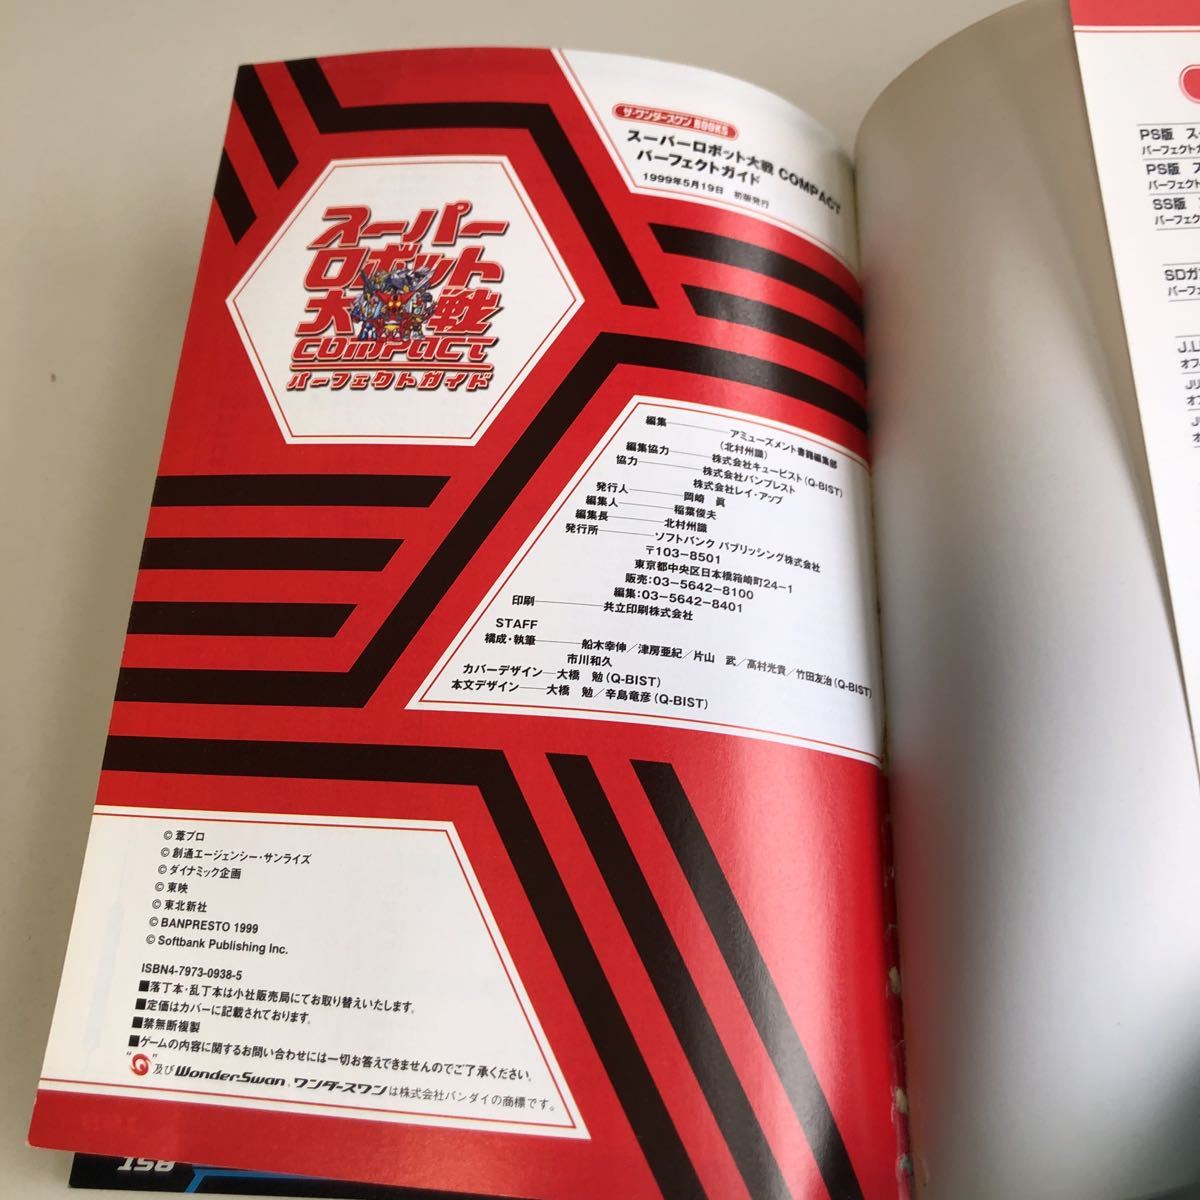 ザ・ワンダースワン BOOKS
スーパーロボット大戦 COMPACT
パーフェクトガイド
1999年5月19日　初版発行
スーパー
ロボット
大戦
COMPACT
パーフェクトガイド
編集 アミューズメント書籍編集部
(北村州識)
編集協力 株式会社キュービスト(Q-BIST)
協力 株式会社バンプレスト
株式会社レイ・アップ
発行人 岡崎　眞
編集人 稲葉俊夫
編集長 北村州識
発行所 ソフトバンク パブリッシング株式会社
〒103-8501
東京都中央区日本橋箱崎町24-1
販売:03-5642-8100
編集:03-5642-8401
印刷 共立印刷株式会社
STAFF
構成・執筆 船木幸伸/津房亜紀/片山　武/高村光貴/竹田友治(Q-BIST)
市川和久
カバーデザイン 大橋　勉(Q-BIST)
本文デザイン 大橋　勉/辛島竜彦(Q-BIST)
© 葦プロ
© 創通エージェンシー・サンライズ
© ダイナミック企画
© 東映
© 東北新社
© BANPRESTO 1999
© Softbank Publishing Inc.
ISBN4-7973-0938-5
■落丁本・乱丁本は小社販売局にてお取り替えいたします。
■定価はカバーに記載されております。
■禁無断複製
■ゲームの内容に関するお問い合わせには一切お答えできませんのでご了承ください。
及び WonderSwan、ワンダースワンは株式会社バンダイの商標です。
158
PS版　ス
パーフェクトガ
PS版　ス
パーフェクト
SS版
パーフェク
SDガ
パーフェ
J.L
オフ
Jリ
オフ
J
オ